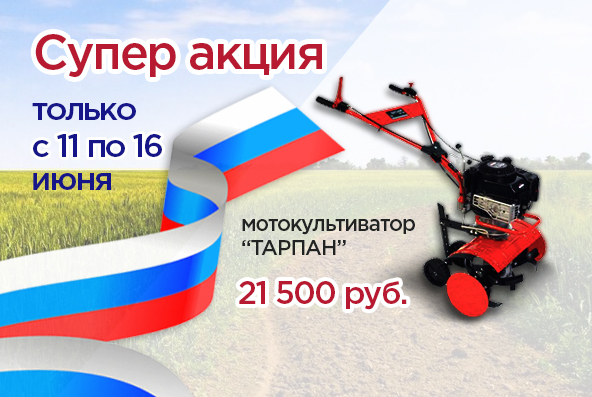 Супер акция
только
с 11 по 16
июня
мотокультиватор
“ТАРПАН”
21 500 руб.